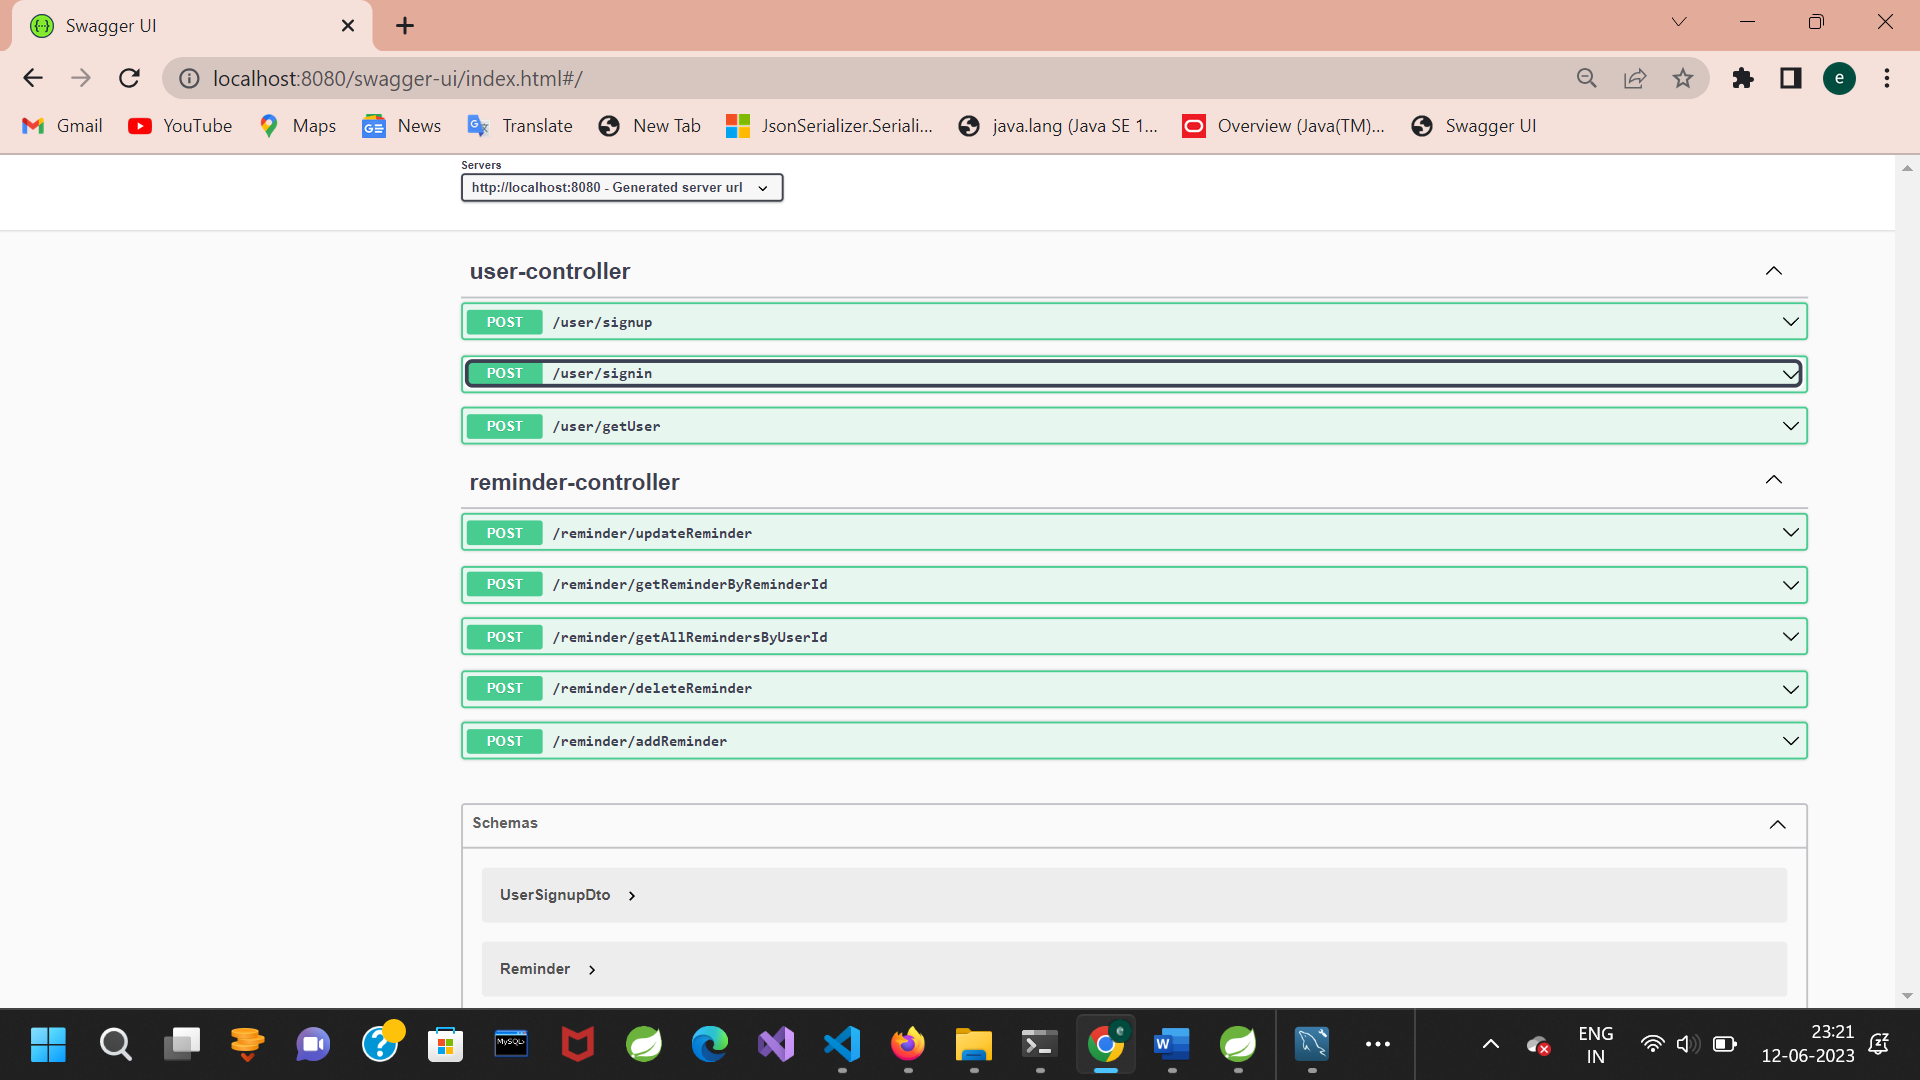 Swagger UI
localhost:8080/swagger-ui/index.html#/
e
Gmail YouTube Maps News Translate New Tab JsonSerializer.Seriali... java.lang (Java SE 1... Overview (Java(TM)... Swagger UI
Servers
http://localhost:8080 - Generated server url
user-controller
POST /user/signup
POST /user/signin
POST /user/getUser
reminder-controller
POST /reminder/updateReminder
POST /reminder/getReminderByReminderId
POST /reminder/getAllRemindersByUserId
POST /reminder/deleteReminder
POST /reminder/addReminder
Schemas
UserSignupDto
Reminder
ENG 23:21
IN 12-06-2023